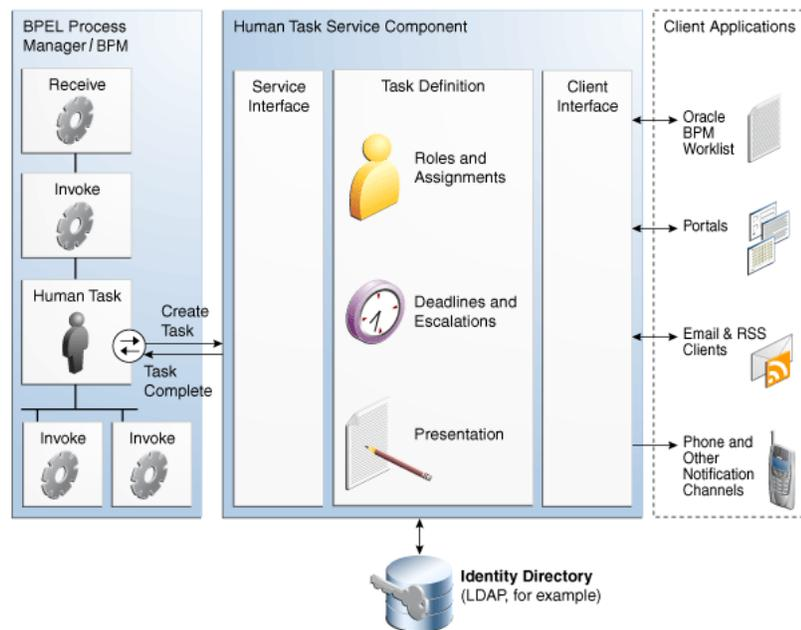 BPEL Process
Manager / BPM
Receive
Invoke
Human Task
Create
Task
Task
Complete
Invoke
Invoke
Human Task Service Component
Service
Interface
Task Definition
Roles and
Assignments
Deadlines and
Escalations
Presentation
Client
Interface
Client Applications
Oracle
BPM
Worklist
Portals
Email & RSS
Clients
Phone and
Other
Notification
Channels
Identity Directory
(LDAP, for example)